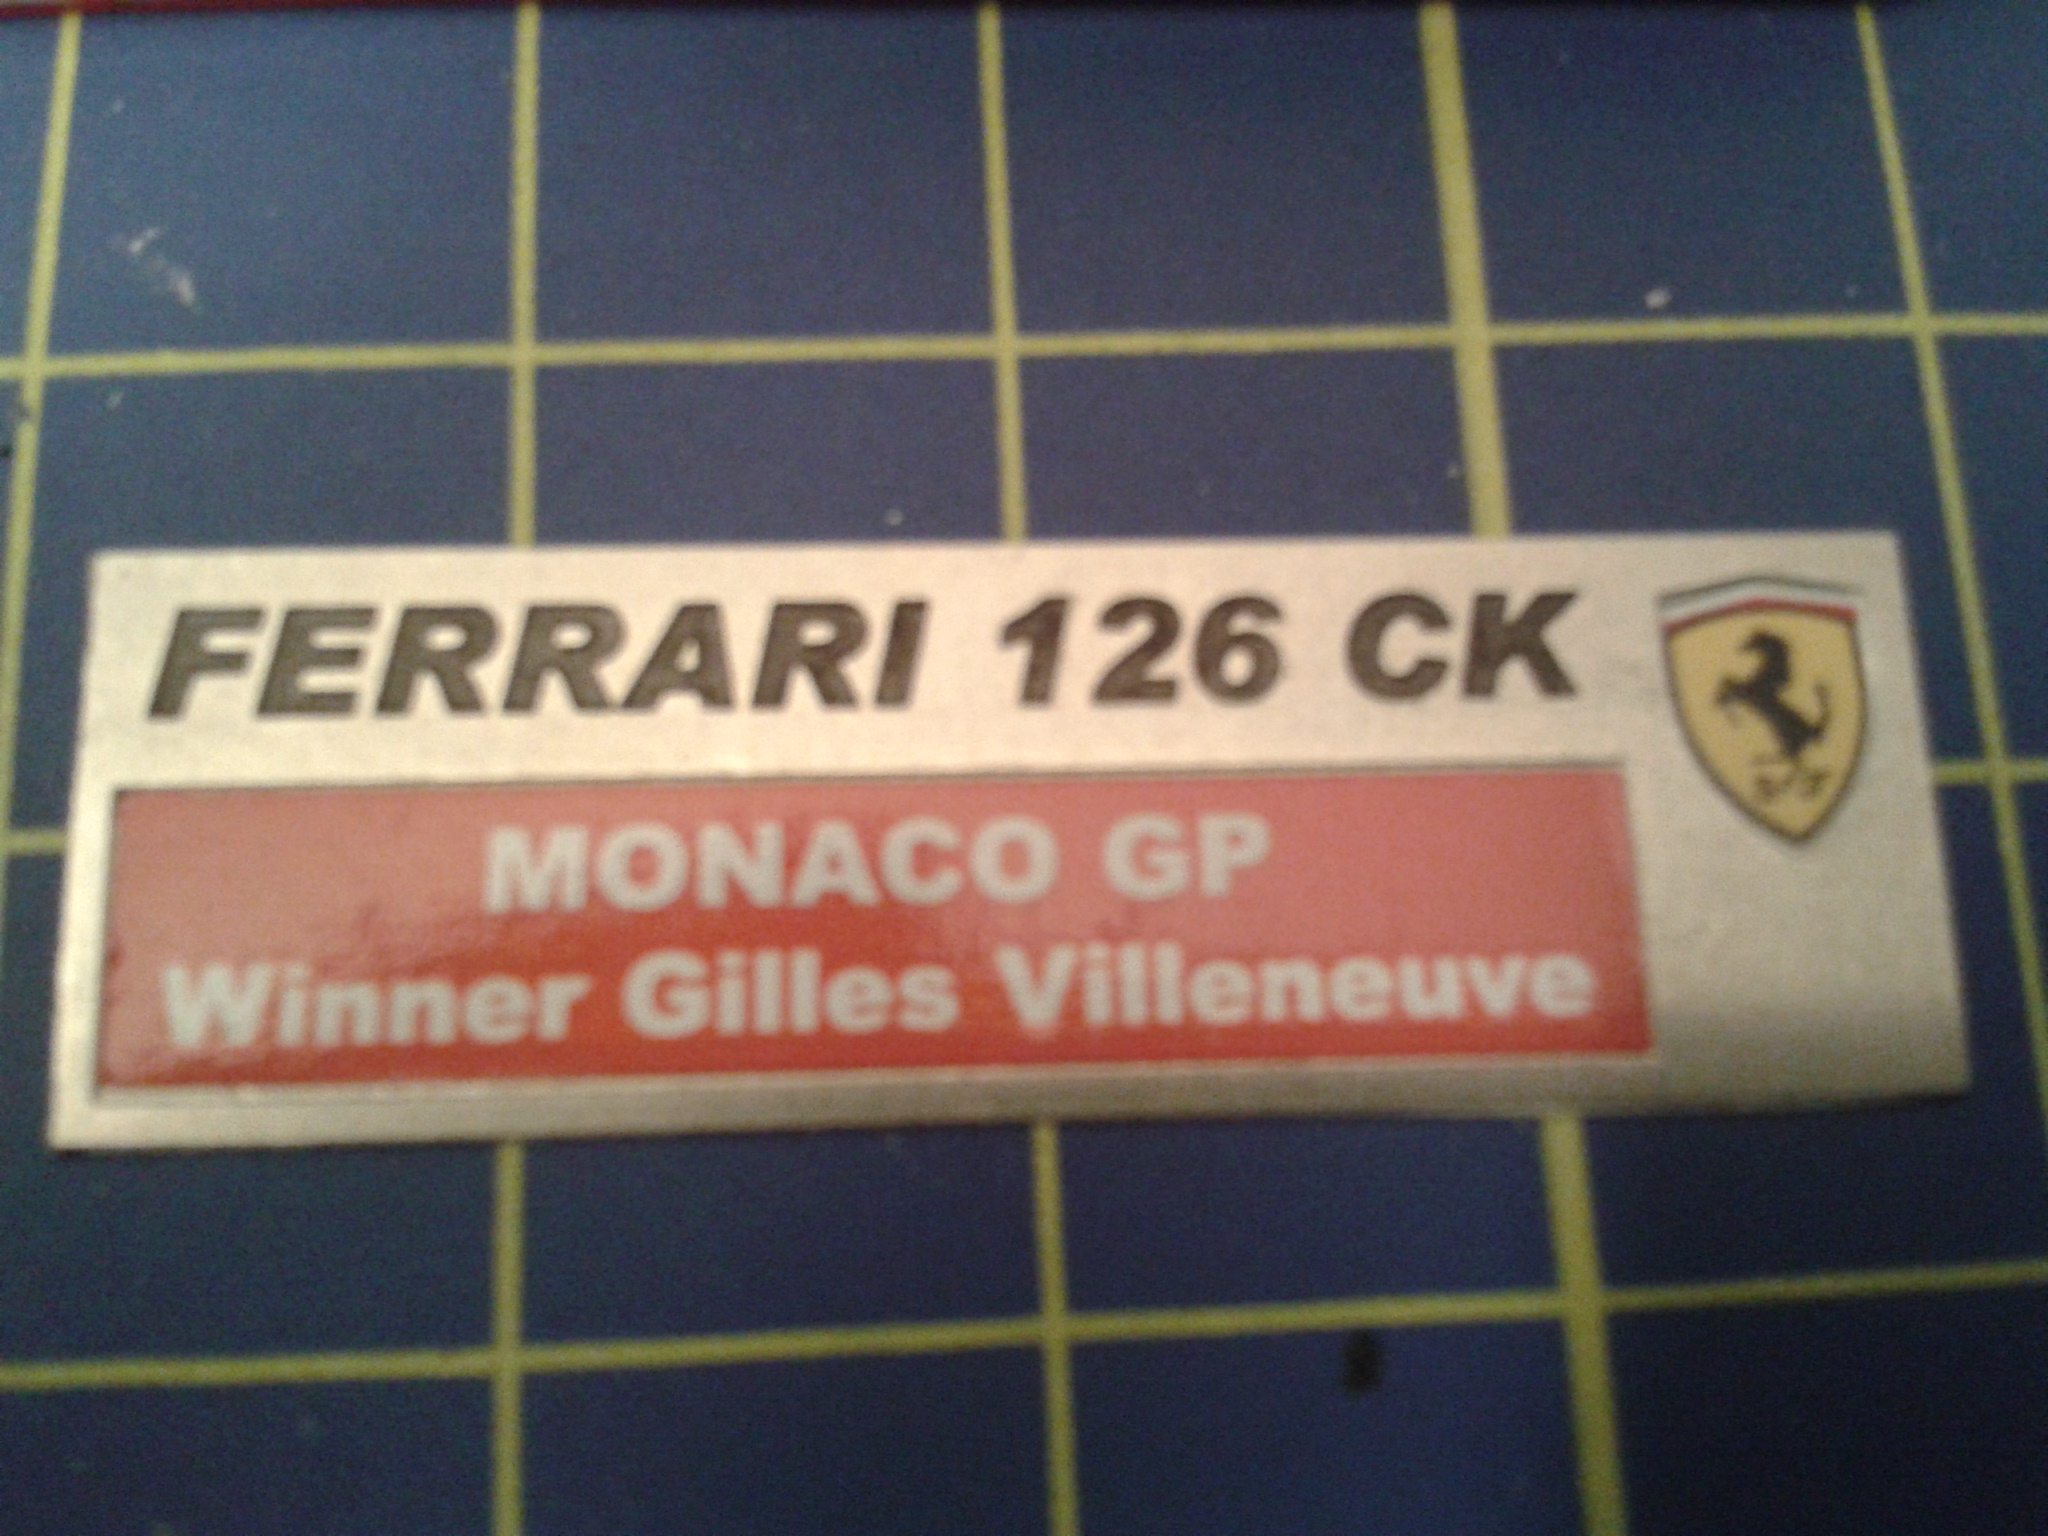 FERRARI 126 CK
MONACO GP
Winner Gilles Villeneuve